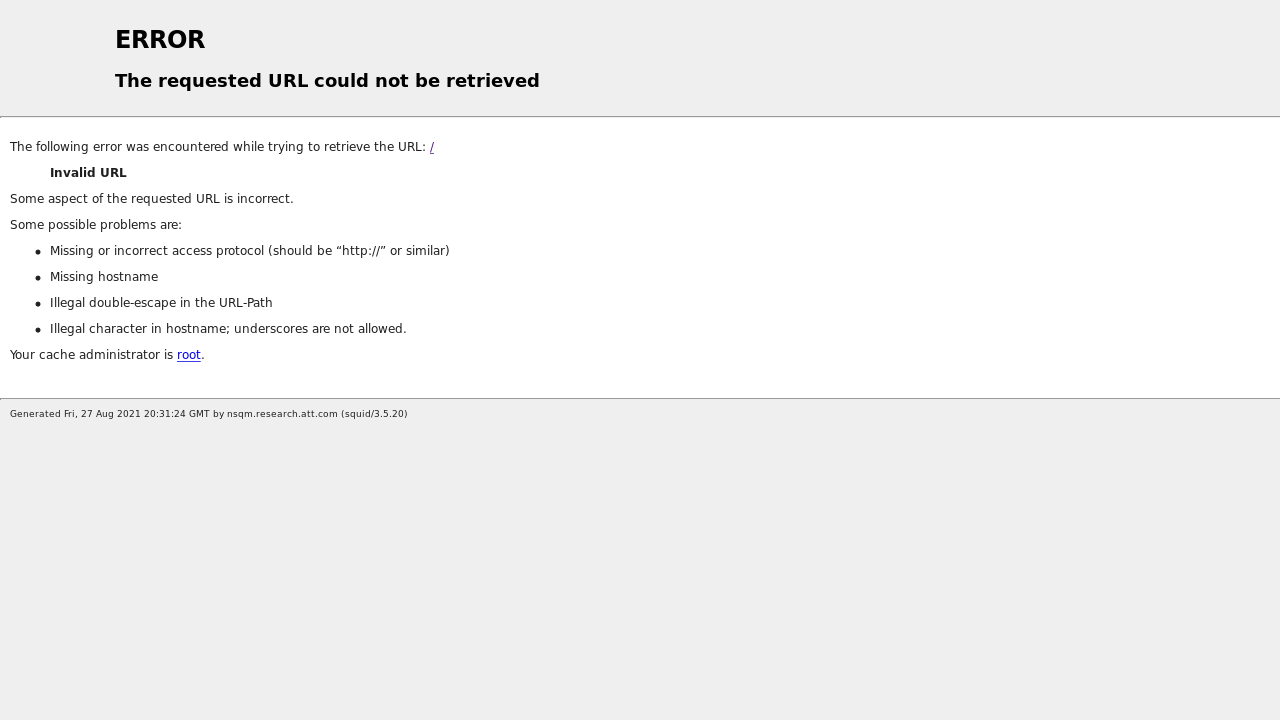 ERROR
The requested URL could not be retrieved
The following error was encountered while trying to retrieve the URL: /
Invalid URL
Some aspect of the requested URL is incorrect.
Some possible problems are:
Missing or incorrect access protocol (should be “http://” or similar)
Missing hostname
Illegal double-escape in the URL-Path
Illegal character in hostname; underscores are not allowed.
Your cache administrator is root.
Generated Fri, 27 Aug 2021 20:31:24 GMT by nsqm.research.att.com (squid/3.5.20)